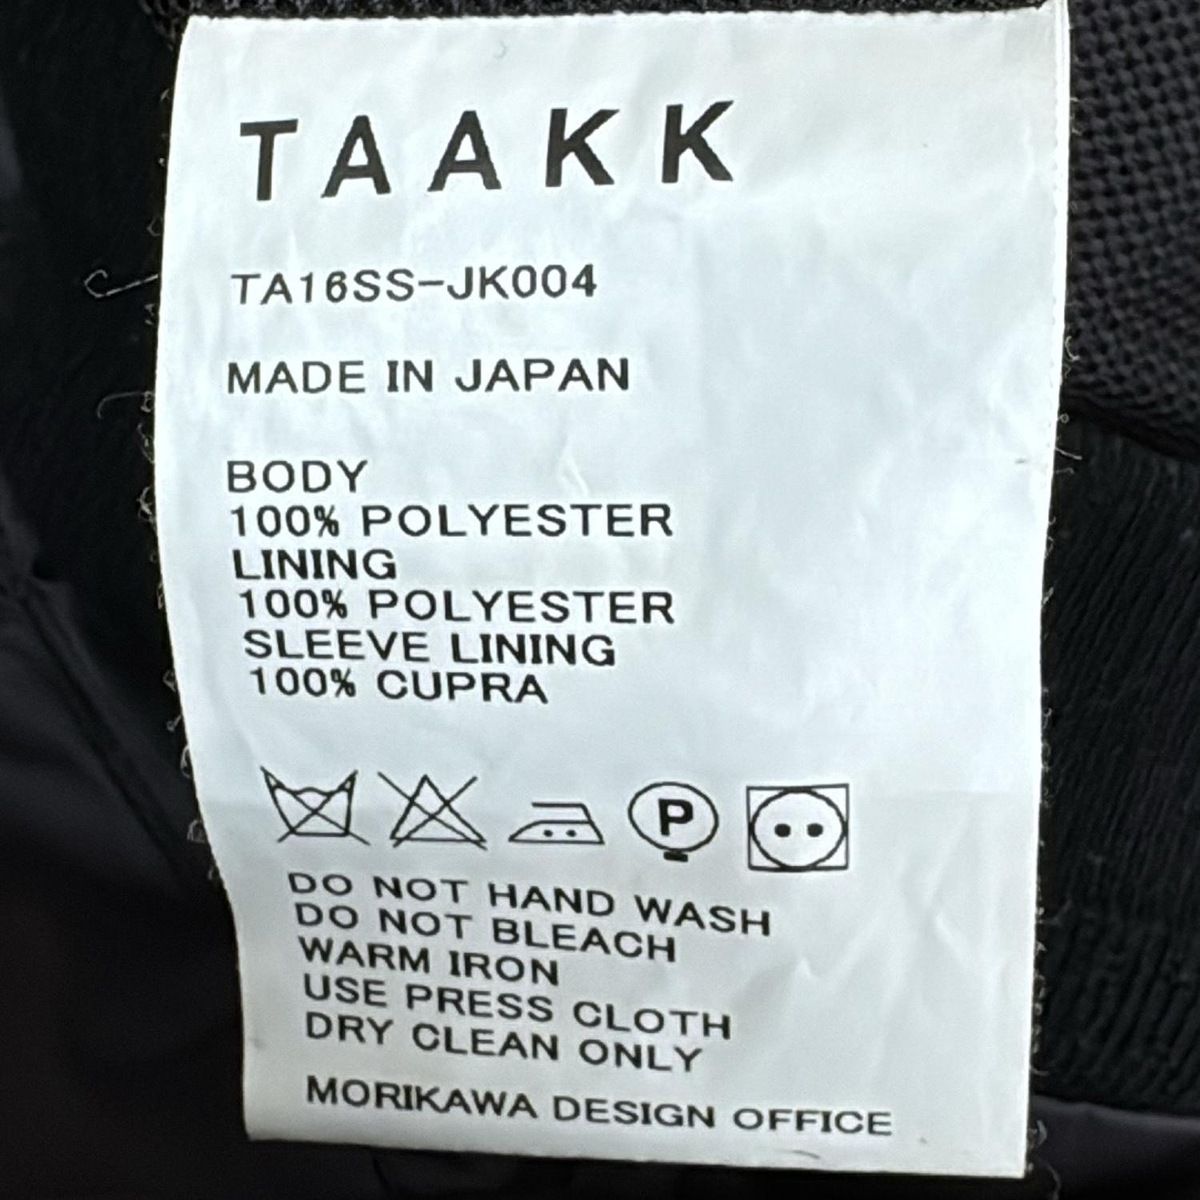 TAAKK
TA16SS-JK004
MADE IN JAPAN
BODY
100% POLYESTER
LINING
100% POLYESTER
SLEEVE LINING
100% CUPRA
P
DO NOT HAND WASH
DO NOT BLEACH
WARM IRON
USE PRESS CLOTH
DRY CLEAN ONLY
MORIKAWA DESIGN OFFICE